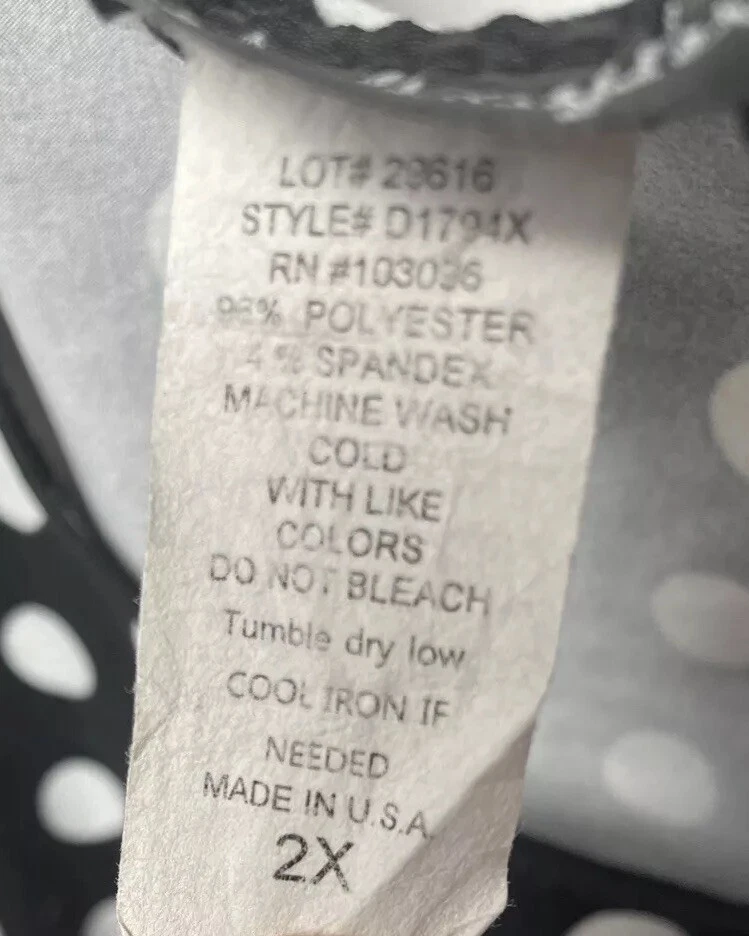 LOT# 29616
STYLE# D1794X
RN #103036
96% POLYESTER
4% SPANDEX
MACHINE WASH
COLD
WITH LIKE
COLORS
DO NOT BLEACH
Tumble dry low
COOL IRON IF
NEEDED
MADE IN U.S.A.
2X